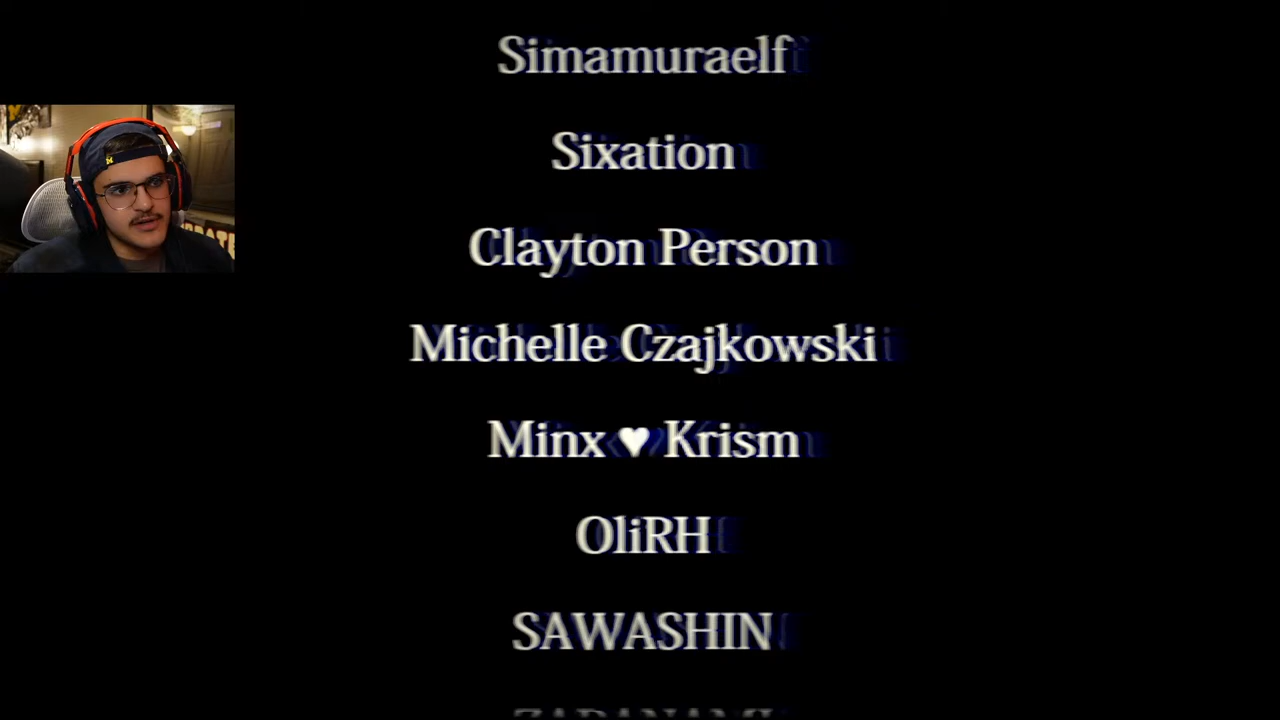 Simamuraelf
Sixation
Clayton Person
Michelle Czajkowski
Minx ♥ Krism
OliRH
SAWASHIN